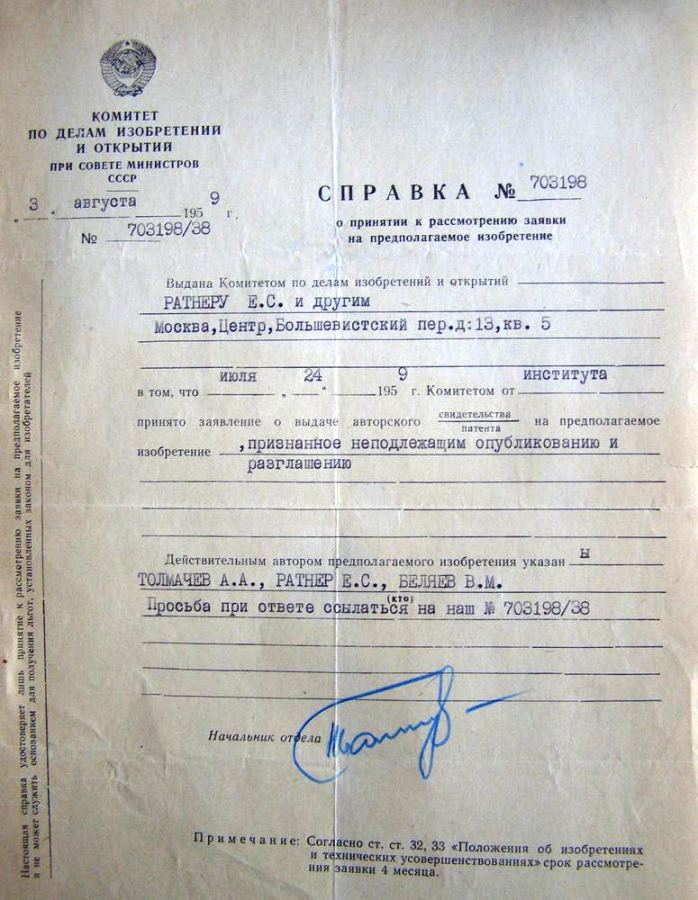 КОМИТЕТ
ПО ДЕЛАМ ИЗОБРЕТЕНИЙ
И ОТКРЫТИЙ
ПРИ СОВЕТЕ МИНИСТРОВ
СССР
„ 3 " августа 195 9 г.
№ 703198/38
СПРАВКА № 703198
о принятии к рассмотрению заявки
на предполагаемое изобретение
Выдана Комитетом по делам изобретений и открытий
РАТНЕРУ Е.С. и другим
Москва,Центр,Большевистский пер.д:13,кв. 5
июля 24 9 института
в том, что „ " 195 г. Комитетом от
принято заявление о выдаче авторского свидетельства на предполагаемое
патента
изобретение ,признанное неподлежащим опубликованию и
разглашению
Действительным автором предполагаемого изобретения указан ы
ТОЛМАЧЕВ А.А., РАТНЕР Е.С., БЕЛЯЕВ В.М.
(кто)
Просьба при ответе ссылаться на наш № 703198/38
Начальник отдела
Примечание: Согласно ст. ст. 32, 33 «Положения об изобретениях
и технических усовершенствованиях» срок рассмотре-
ния заявки 4 месяца.
Настоящая справка удостоверяет лишь принятие к рассмотрению заявки на предполагаемое изобретение
и не может служить основанием для получения льгот, установленных законом для изобретателей